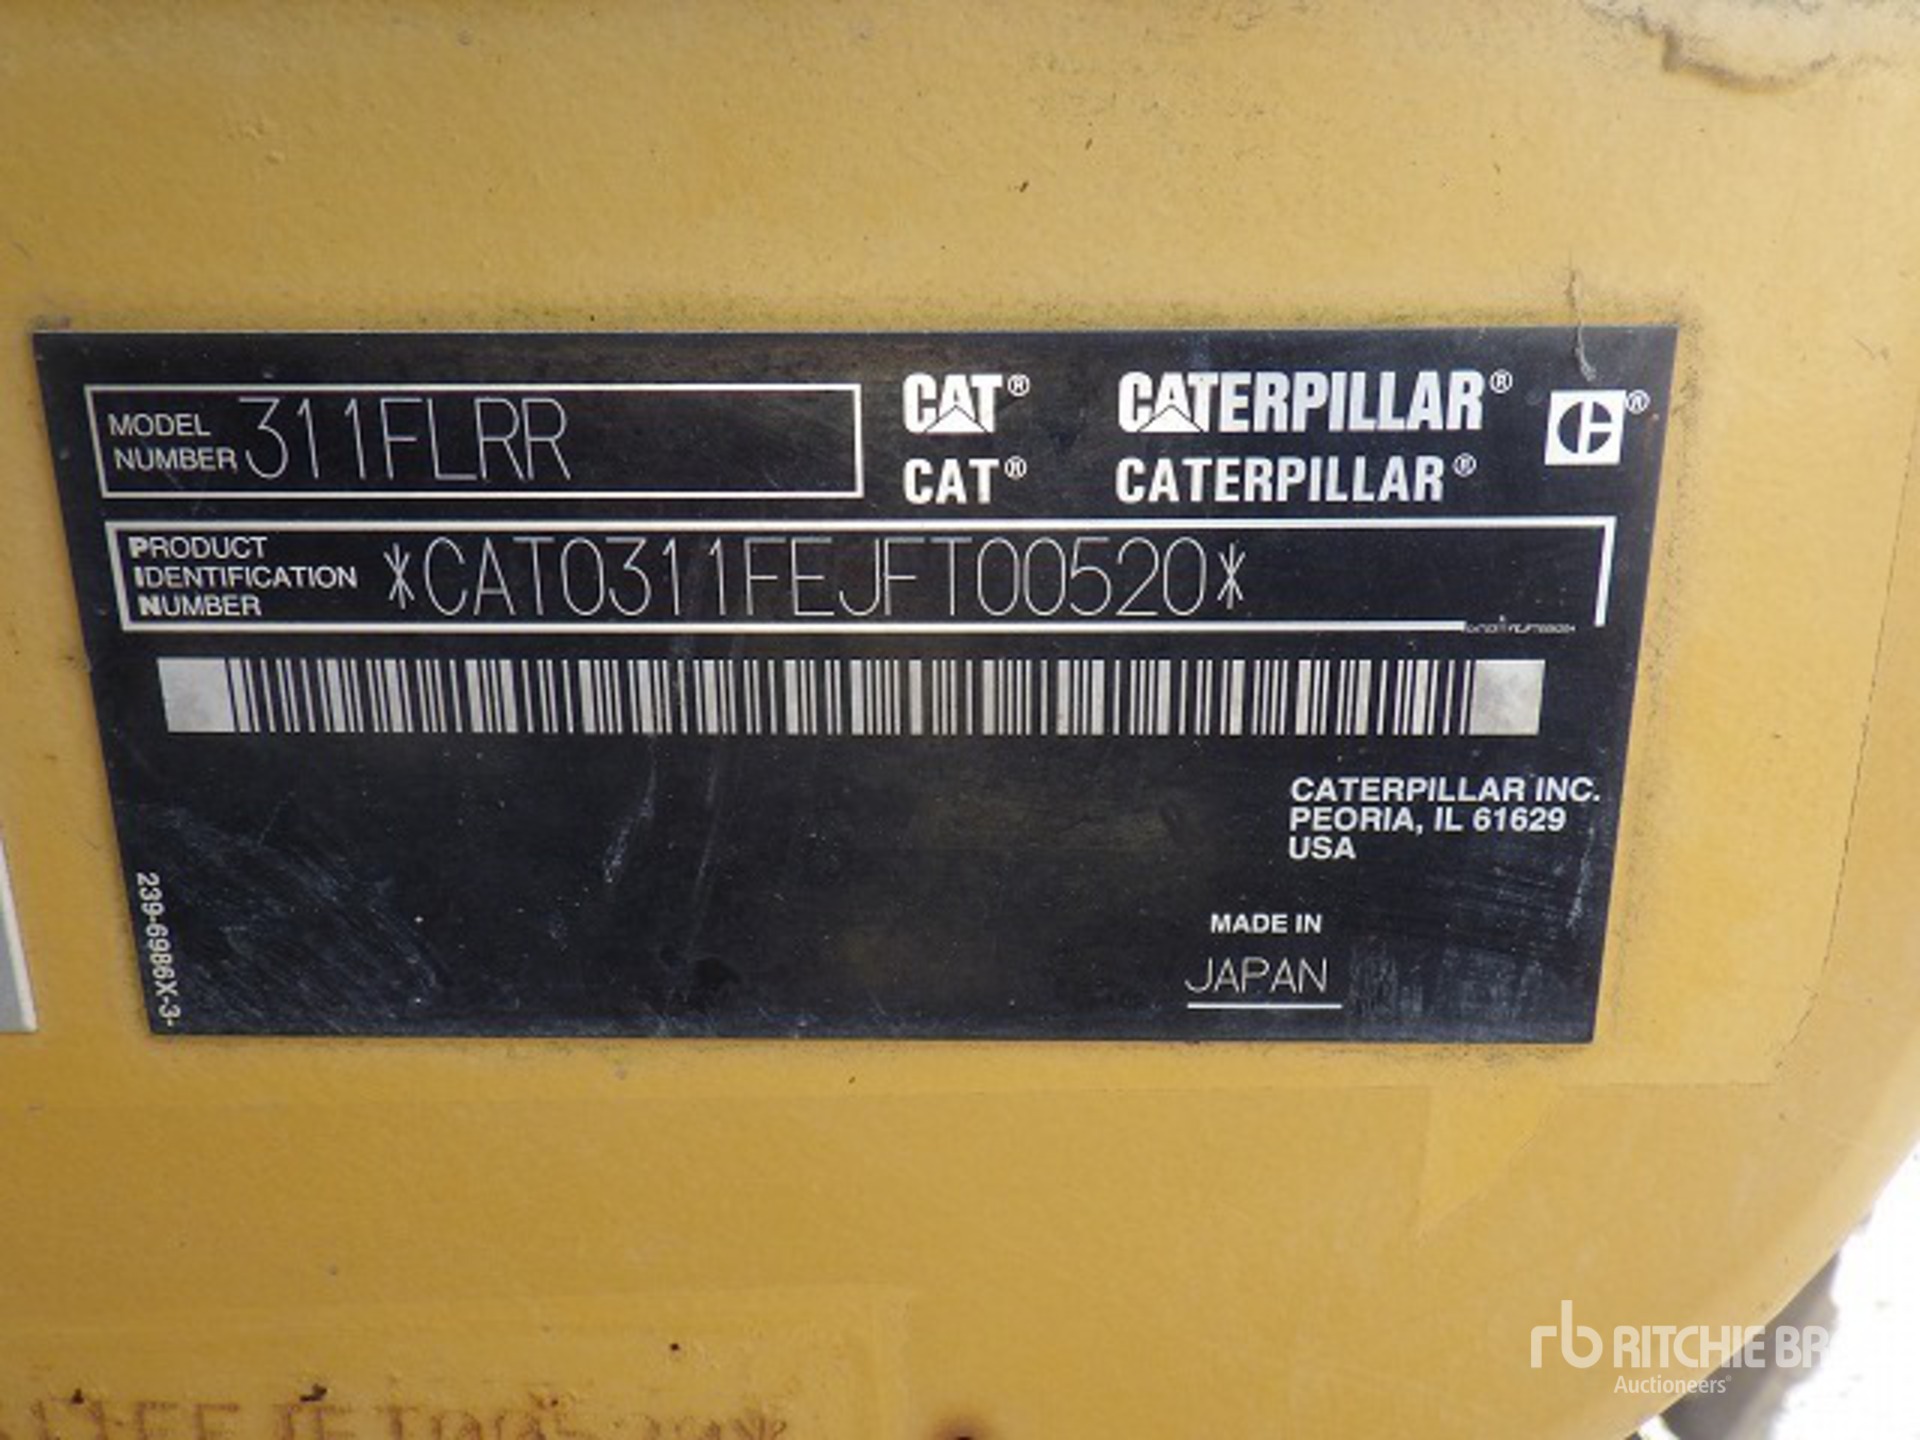 MODEL NUMBER 311FLRR
CAT® CATERPILLAR® ®
CAT® CATERPILLAR®
PRODUCT
IDENTIFICATION
NUMBER
*CAT0311FEJFT00520*
CATERPILLAR INC.
PEORIA, IL 61629
USA
MADE IN
JAPAN
239-6986X-3-
rb RITCHIE BR
Auctioneers